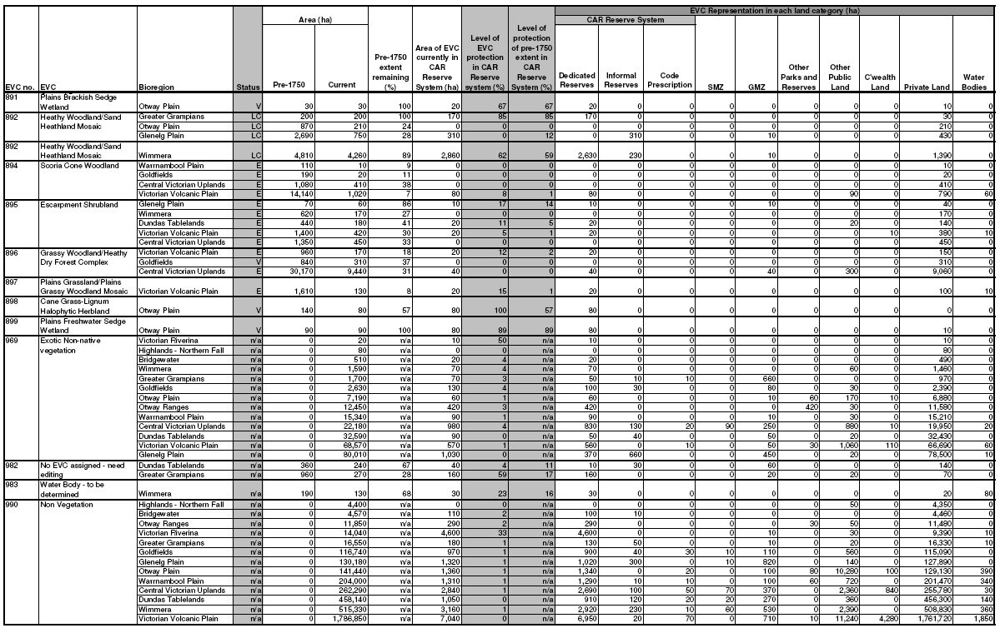 EVC Representation in each land category (ha)
Area (ha) CAR Reserve System
EVC no. EVC Bioregion Status Pre-1750 Current Pre-1750 extent remaining (%) Area of EVC currently in CAR Reserve System (ha) Level of EVC protection in CAR Reserve system (%) Level of protection of pre-1750 extent in CAR Reserve System (%) Dedicated Reserves Informal Reserves Code Prescription SMZ GMZ Other Parks and Reserves Other Public Land C'wealth Land Private Land Water Bodies
891 Plains Brackish Sedge
Wetland Otway Plain V 30 30 100 20 67 67 20 0 0 0 0 0 0 0 10 0
892 Heathy Woodland/Sand Greater Grampians LC 200 200 100 170 85 85 170 0 0 0 0 0 0 0 30 0
Heathland Mosaic Otway Plain LC 870 210 24 0 0 0 0 0 0 0 0 0 0 0 210 0
Glenelg Plain LC 2,690 750 28 310 0 12 0 310 0 0 10 0 0 0 430 0
892 Heathy Woodland/Sand
Heathland Mosaic Wimmera LC 4,810 4,260 89 2,860 62 59 2,630 230 0 0 10 0 0 0 1,390 0
894 Scoria Cone Woodland Warrnambool Plain E 110 10 9 0 0 0 0 0 0 0 0 0 0 0 10 0
Goldfields E 190 20 11 0 0 0 0 0 0 0 0 0 0 0 20 0
Central Victorian Uplands E 1,080 410 38 0 0 0 0 0 0 0 0 0 0 0 410 0
Victorian Volcanic Plain E 14,140 1,020 7 80 8 1 80 0 0 0 0 0 90 0 790 60
895 Escarpment Shrubland Glenelg Plain E 70 60 86 10 17 14 10 0 0 0 10 0 0 0 40 0
Wimmera E 620 170 27 0 0 0 0 0 0 0 0 0 0 0 170 0
Dundas Tablelands E 440 180 41 20 11 5 20 0 0 0 0 0 20 0 140 0
Victorian Volcanic Plain E 1,400 420 30 20 5 1 20 0 0 0 0 0 0 10 380 10
Central Victorian Uplands E 1,350 450 33 0 0 0 0 0 0 0 0 0 0 0 450 0
896 Grassy Woodland/Heathy Victorian Volcanic Plain E 960 170 18 20 12 2 20 0 0 0 0 0 0 0 150 0
Dry Forest Complex Goldfields V 840 310 37 0 0 0 0 0 0 0 0 0 0 0 310 0
Central Victorian Uplands E 30,170 9,440 31 40 0 0 40 0 0 0 40 0 300 0 9,060 0
897 Plains Grassland/Plains
Grassy Woodland Mosaic Victorian Volcanic Plain E 1,610 130 8 20 15 1 20 0 0 0 0 0 0 0 100 10
898 Cane Grass-Lignum
Halophytic Herbland Otway Plain V 140 80 57 80 100 57 80 0 0 0 0 0 0 0 0 0
899 Plains Freshwater Sedge
Wetland Otway Plain V 90 90 100 80 89 89 80 0 0 0 0 0 0 0 10 0
969 Exotic Non-native Victorian Riverina n/a 0 20 n/a 10 50 n/a 10 0 0 0 0 0 0 0 10 0
vegetation Highlands - Northern Fall n/a 0 80 n/a 0 0 n/a 0 0 0 0 0 0 0 0 80 0
Bridgewater n/a 0 510 n/a 20 4 n/a 20 0 0 0 0 0 0 0 490 0
Wimmera n/a 0 1,590 n/a 70 4 n/a 70 0 0 0 0 0 60 0 1,460 0
Greater Grampians n/a 0 1,700 n/a 70 3 n/a 50 10 10 0 660 0 0 0 970 0
Goldfields n/a 0 2,630 n/a 130 4 n/a 100 30 0 0 80 0 30 0 2,390 0
Otway Plain n/a 0 7,190 n/a 60 1 n/a 60 0 0 0 10 60 170 10 6,880 0
Otway Ranges n/a 0 12,450 n/a 420 3 n/a 420 0 0 0 0 420 30 0 11,580 0
Warrnambool Plain n/a 0 15,340 n/a 90 1 n/a 90 0 0 0 10 0 30 0 15,210 0
Central Victorian Uplands n/a 0 22,180 n/a 980 4 n/a 830 130 20 90 250 0 880 10 19,950 20
Dundas Tablelands n/a 0 32,590 n/a 90 0 n/a 50 40 0 0 50 0 20 0 32,430 0
Victorian Volcanic Plain n/a 0 68,570 n/a 570 1 n/a 560 0 10 0 50 30 1,060 110 66,690 60
Glenelg Plain n/a 0 80,010 n/a 1,030 0 n/a 370 660 0 0 450 0 20 0 78,500 10
982 No EVC assigned - need Dundas Tablelands n/a 360 240 67 40 4 11 10 30 0 0 60 0 0 0 140 0
editing Greater Grampians n/a 960 270 28 160 59 17 160 0 0 0 20 0 20 0 70 0
983 Water Body - to be
determined Wimmera n/a 190 130 68 30 23 16 30 0 0 0 0 0 0 0 20 80
990 Non Vegetation Highlands - Northern Fall n/a 0 4,400 n/a 0 0 n/a 0 0 0 0 0 0 50 0 4,350 0
Bridgewater n/a 0 4,570 n/a 110 2 n/a 100 10 0 0 0 0 0 0 4,460 0
Otway Ranges n/a 0 11,850 n/a 290 2 n/a 290 0 0 0 0 30 50 0 11,480 0
Victorian Riverina n/a 0 14,040 n/a 4,600 33 n/a 4,600 0 0 0 10 0 30 0 9,390 10
Greater Grampians n/a 0 16,550 n/a 180 1 n/a 130 50 0 0 10 0 20 0 16,330 10
Goldfields n/a 0 116,740 n/a 970 1 n/a 900 40 30 10 110 0 560 0 115,090 0
Glenelg Plain n/a 0 130,180 n/a 1,320 1 n/a 1,020 300 0 10 820 0 140 0 127,890 0
Otway Plain n/a 0 141,440 n/a 1,360 1 n/a 1,340 0 20 0 100 80 10,280 100 129,130 390
Warrnambool Plain n/a 0 204,000 n/a 1,310 1 n/a 1,290 10 10 0 100 60 720 0 201,470 340
Central Victorian Uplands n/a 0 262,290 n/a 2,840 1 n/a 2,690 100 50 70 370 0 2,360 840 255,780 30
Dundas Tablelands n/a 0 458,140 n/a 1,050 0 n/a 910 120 20 20 270 0 360 0 456,300 140
Wimmera n/a 0 515,330 n/a 3,160 1 n/a 2,920 230 10 60 530 0 2,390 0 508,830 360
Victorian Volcanic Plain n/a 0 1,786,850 n/a 7,040 0 n/a 6,950 20 70 0 710 10 11,240 4,280 1,761,720 1,850